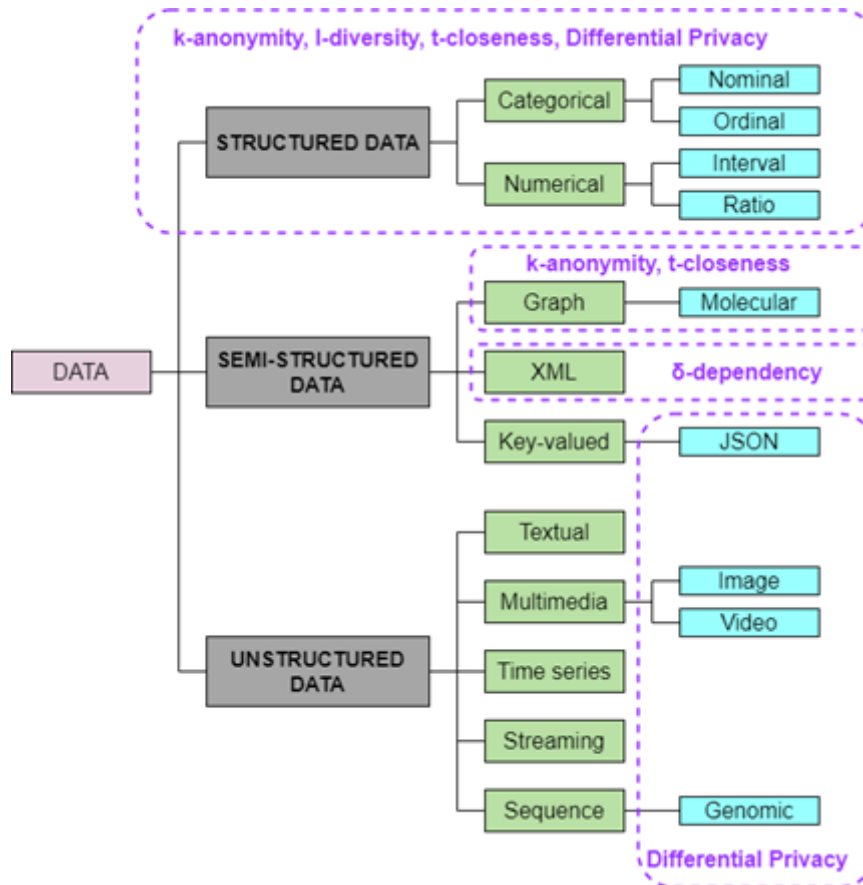 k-anonymity, l-diversity, t-closeness, Differential Privacy
Nominal
Categorical
Ordinal
STRUCTURED DATA
Interval
Numerical
Ratio
k-anonymity, t-closeness
Graph
Molecular
DATA
SEMI-STRUCTURED
DATA
XML
δ-dependency
Key-valued
JSON
Textual
Image
Multimedia
Video
UNSTRUCTURED
DATA
Time series
Streaming
Sequence
Genomic
Differential Privacy